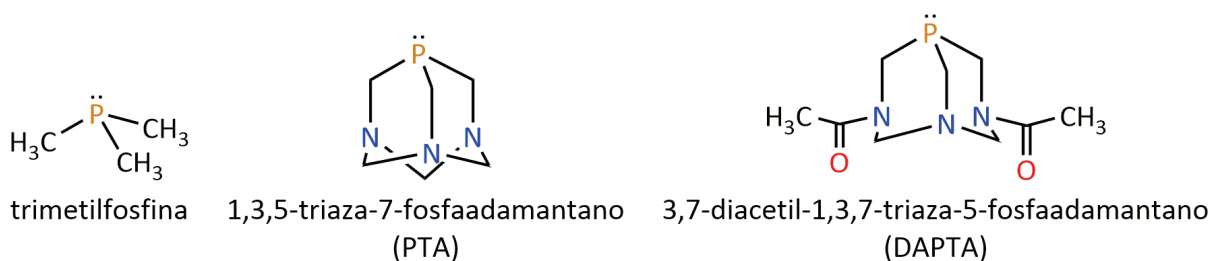 P
H₃C CH₃
CH₃
trimetilfosfina
P
N N
N
1,3,5-triaza-7-fosfaadamantano
(PTA)
P
H₃C N N CH₃
N
O O
3,7-diacetil-1,3,7-triaza-5-fosfaadamantano
(DAPTA)